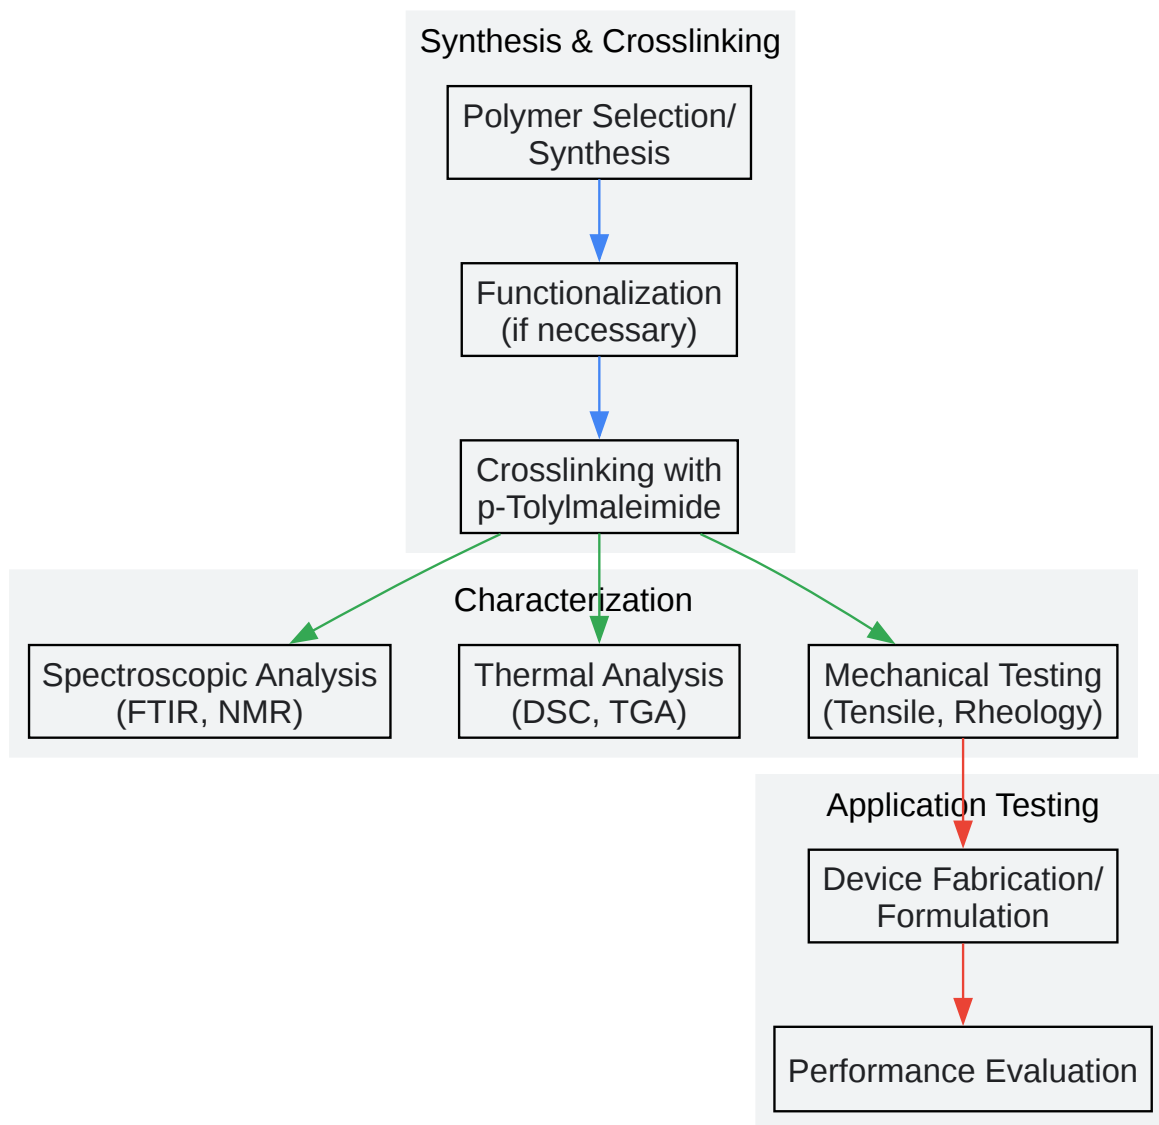 Synthesis & Crosslinking
Polymer Selection/
Synthesis
Functionalization
(if necessary)
Crosslinking with
p-Tolylmaleimide
Characterization
Spectroscopic Analysis
(FTIR, NMR)
Thermal Analysis
(DSC, TGA)
Mechanical Testing
(Tensile, Rheology)
Application Testing
Device Fabrication/
Formulation
Performance Evaluation